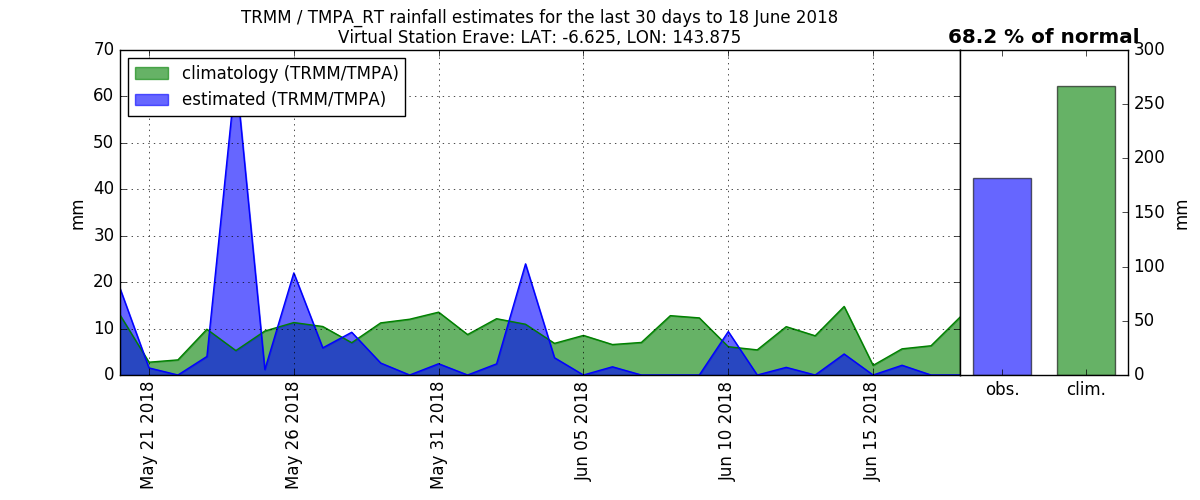 TRMM / TMPA_RT rainfall estimates for the last 30 days to 18 June 2018
Virtual Station Erave: LAT: -6.625, LON: 143.875
68.2 % of normal
climatology (TRMM/TMPA)
estimated (TRMM/TMPA)
70
60
50
40
30
20
10
0
mm
May 21 2018
May 26 2018
May 31 2018
Jun 05 2018
Jun 10 2018
Jun 15 2018
obs.
clim.
300
250
200
150
100
50
0
mm